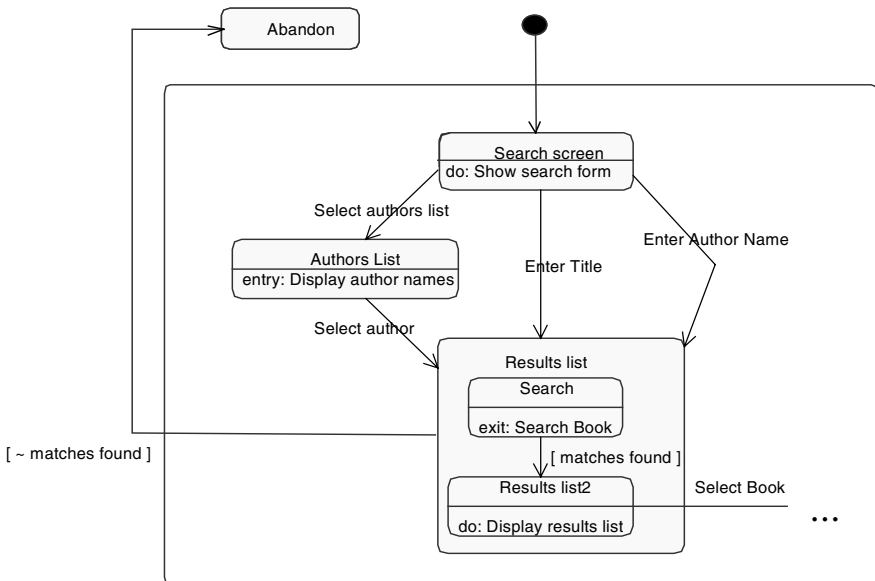 Abandon
Search screen
do: Show search form
Select authors list
Enter Author Name
Authors List
entry: Display author names
Enter Title
Select author
Results list
Search
exit: Search Book
[ ~ matches found ]
[ matches found ]
Results list2
Select Book
do: Display results list
...